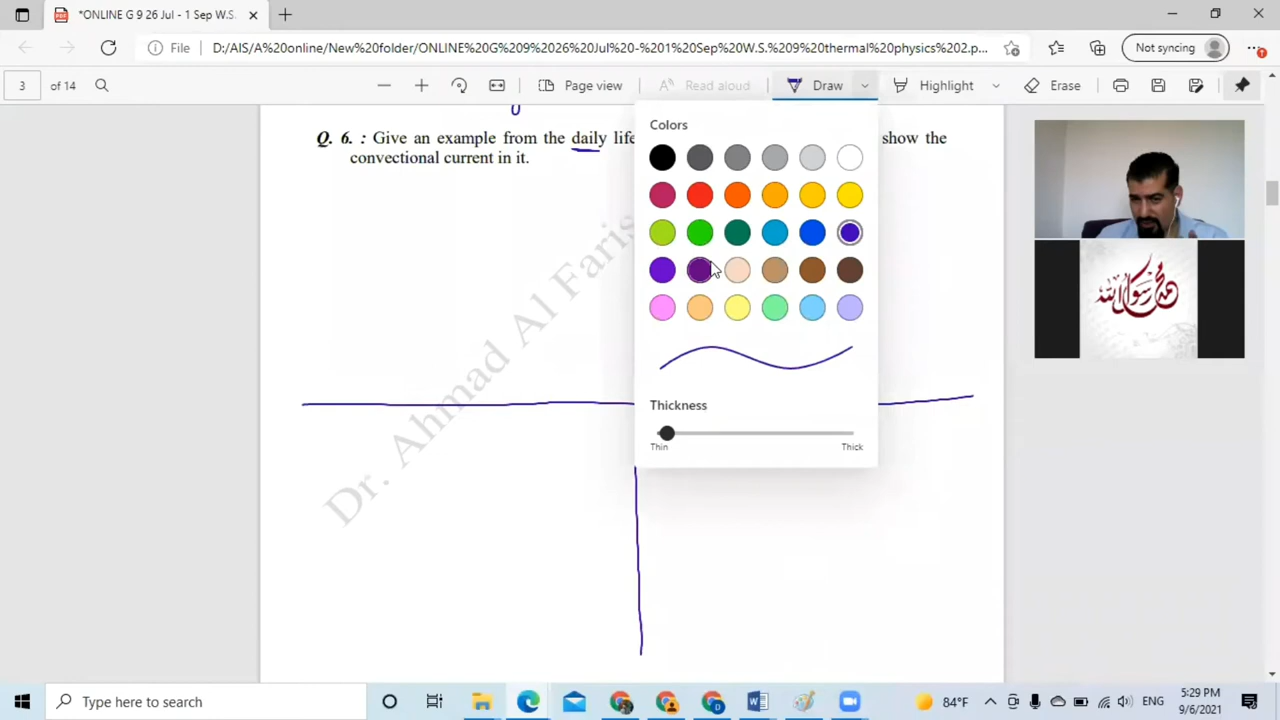 *ONLINE G 9 26 Jul - 1 Sep W.S.
File
D:/AIS/A%20online/New%20folder/ONLINE%20G%209%2026%20Jul%20-%201%20Sep%20W.S.%209%20thermal%20physics%202.p...
Not syncing
3 of 14
Page view
Read aloud
Draw
Highlight
Erase
Q. 6. : Give an example from the daily life show the
convectional current in it.
Colors
Thickness
Thin Thick
Dr. Ahmad Al Faris
محمد رسول الله
Type here to search
84°F
ENG
5:29 PM
9/6/2021